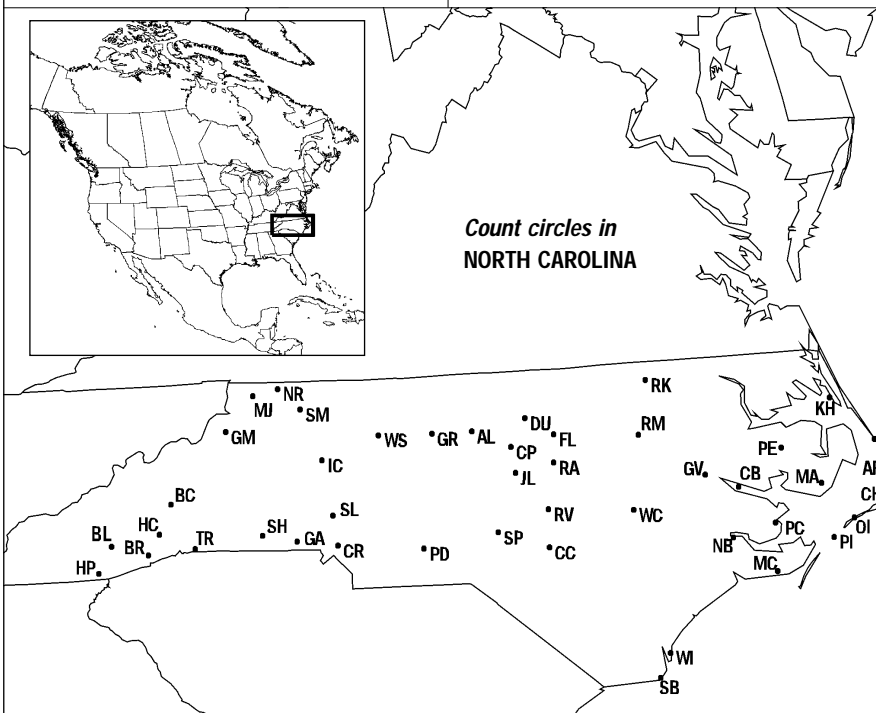 Count circles in
NORTH CAROLINA
RK
NR
MJ
SM
KH
GM
WS
GR
AL
DU
FL
RM
CP
PE
IC
RA
JL
GV
CB
MA
BC
SL
RV
WC
HC
BL
BR
TR
SH
GA
CR
PD
SP
CC
NB
PC
OI
PI
MC
HP
WI
SB